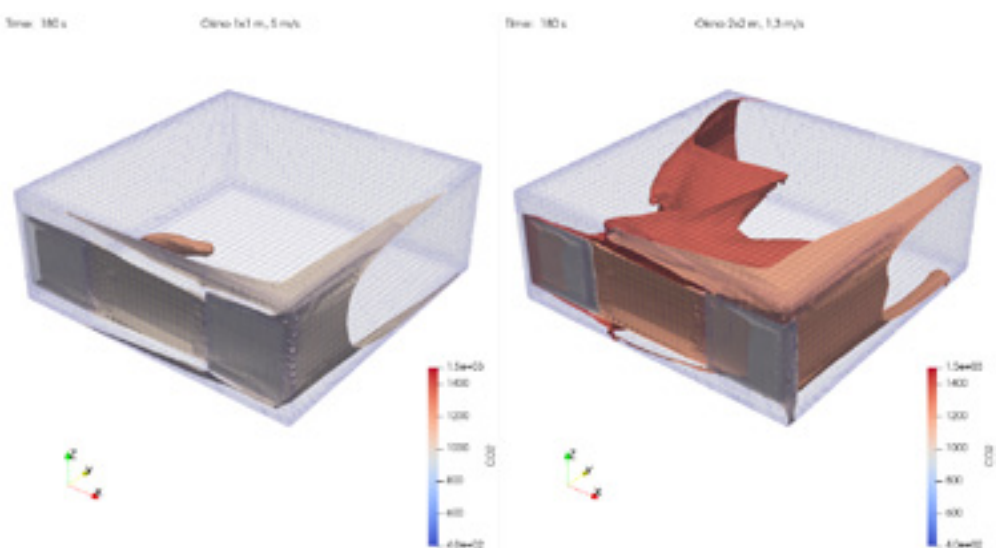 Time: 180 s
Okno 1x1 m, 5 m/s
Time: 180 s
Okno 2x2 m, 1,3 m/s
1.5e+03
1400
1200
1000
800
600
4.0e+02
CO2
Z
Y
X
1.5e+03
1400
1200
1000
800
600
4.0e+02
CO2
Z
Y
X